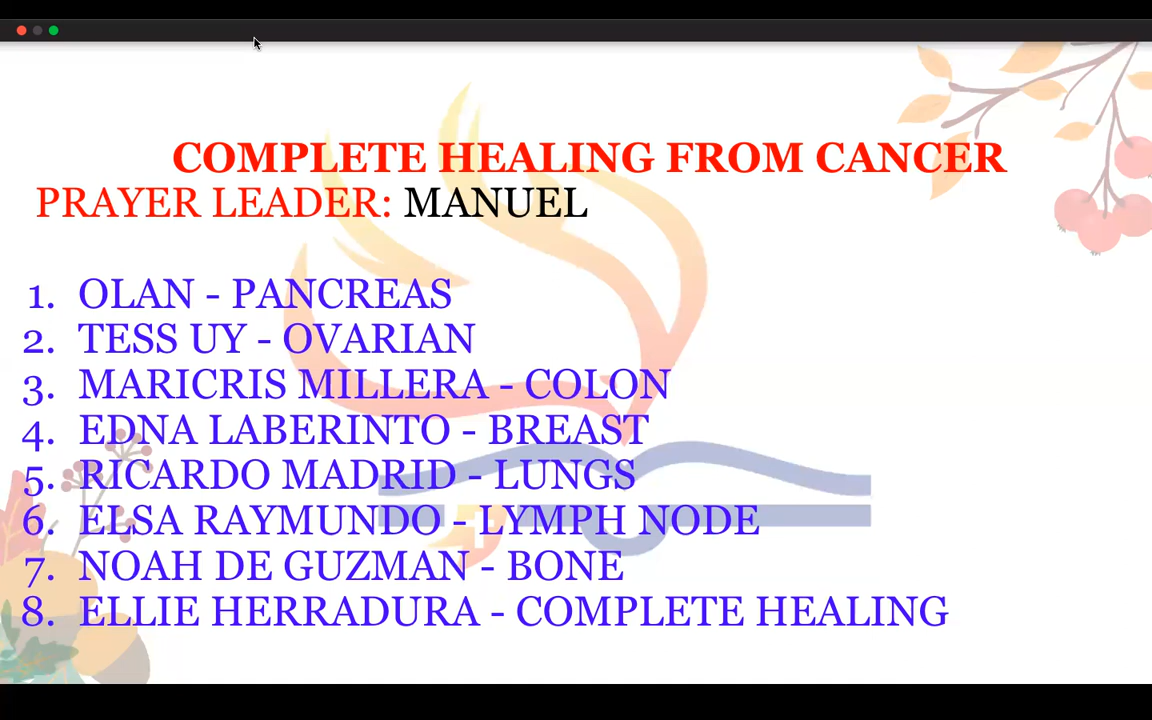 COMPLETE HEALING FROM CANCER
PRAYER LEADER: MANUEL
1. OLAN - PANCREAS
2. TESS UY - OVARIAN
3. MARICRIS MILLERA - COLON
4. EDNA LABERINTO - BREAST
5. RICARDO MADRID - LUNGS
6. ELSA RAYMUNDO - LYMPH NODE
7. NOAH DE GUZMAN - BONE
8. ELLIE HERRADURA - COMPLETE HEALING